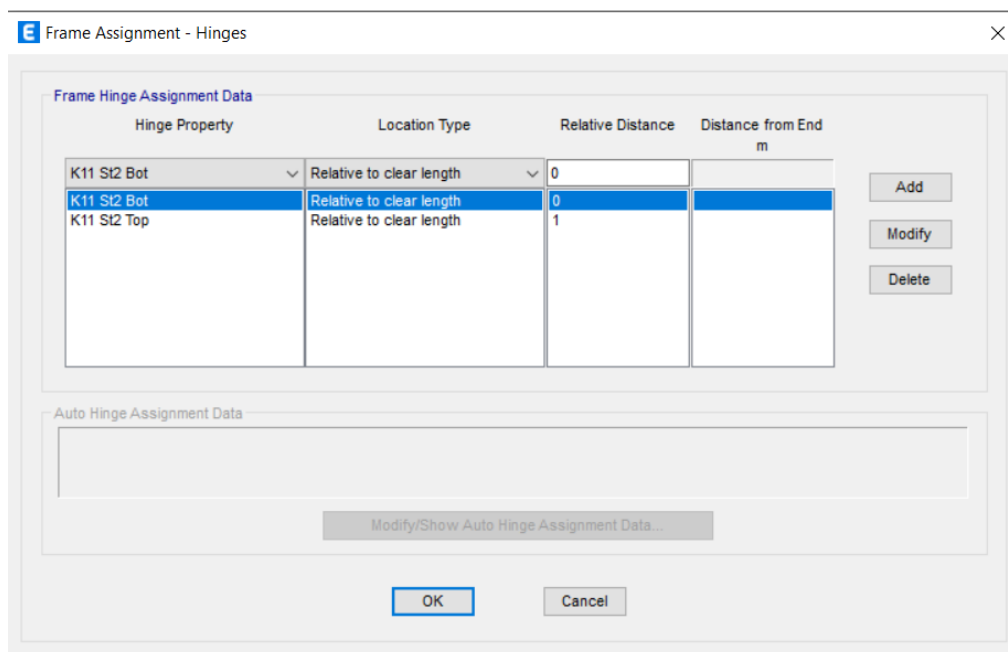 E Frame Assignment - Hinges
Frame Hinge Assignment Data
Hinge Property Location Type Relative Distance Distance from End
m
K11 St2 Bot Relative to clear length 0
K11 St2 Bot Relative to clear length 0
K11 St2 Top Relative to clear length 1
Add
Modify
Delete
Auto Hinge Assignment Data
Modify/Show Auto Hinge Assignment Data...
OK Cancel